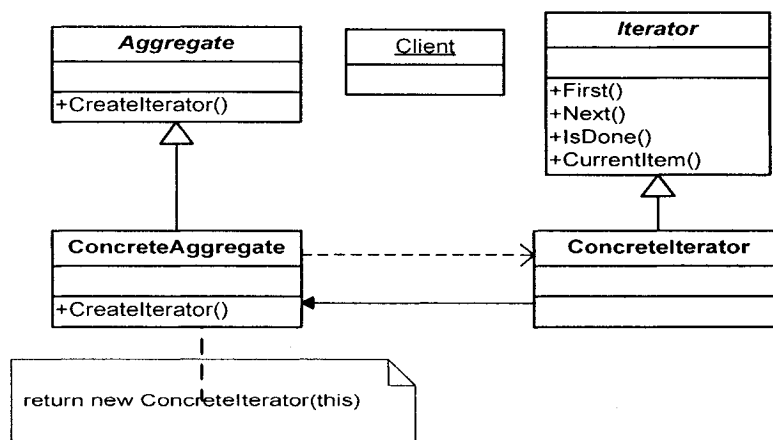 Aggregate
+CreateIterator()
Client
Iterator
+First()
+Next()
+IsDone()
+CurrentItem()
ConcreteAggregate
+CreateIterator()
ConcreteIterator
return new ConcreteIterator(this)